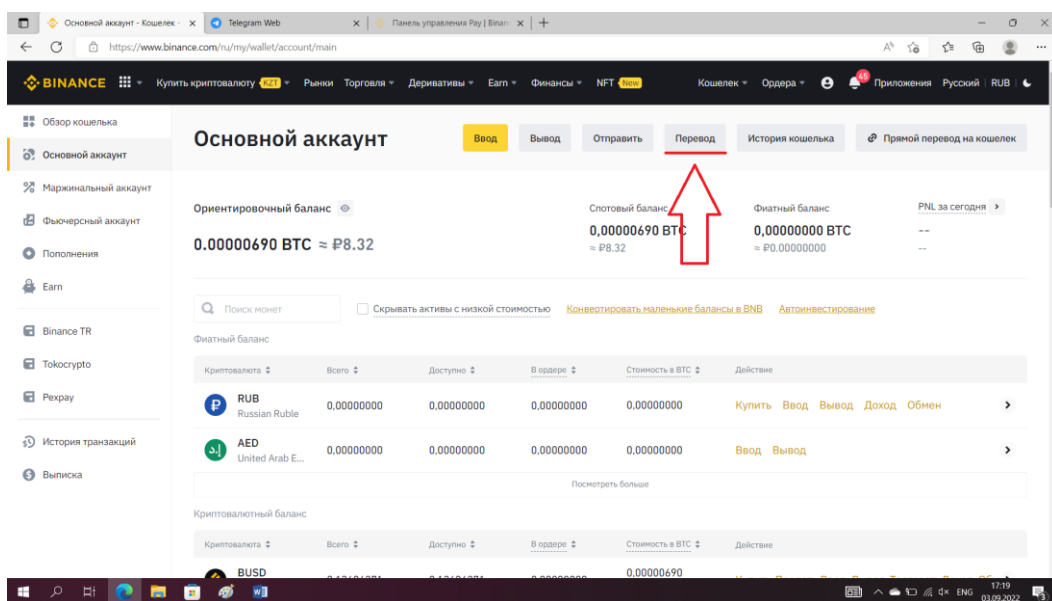 Основной аккаунт - Кошелек -
Telegram Web
Панель управления Pay | Binan
https://www.binance.com/ru/my/wallet/account/main
BINANCE Купить криптовалюту KZT Рынки Торговля Деривативы Earn Финансы NFT New Кошелек Ордера 45 Приложения Русский | RUB
Обзор кошелька
Основной аккаунт
Маржинальный аккаунт
Фьючерсный аккаунт
Пополнения
Earn
Binance TR
Tokocrypto
Pexpay
История транзакций
Выписка
Основной аккаунт
Ввод Вывод Отправить Перевод История кошелька Прямой перевод на кошелек
Ориентировочный баланс
0.00000690 BTC ≈ ₽8.32
Спотовый баланс
0,00000690 BTC
≈ ₽8.32
Фиатный баланс
0,00000000 BTC
≈ ₽0.00000000
PNL за сегодня
--
--
Поиск монет Скрывать активы с низкой стоимостью Конвертировать маленькие балансы в BNB Автоинвестирование
Фиатный баланс
Криптовалюта Всего Доступно В ордере Стоимость в BTC Действие
RUB
Russian Ruble
0,00000000 0,00000000 0,00000000 0,00000000 Купить Ввод Вывод Доход Обмен
AED
United Arab E...
0,00000000 0,00000000 0,00000000 0,00000000 Ввод Вывод
Посмотреть больше
Криптовалютный баланс
Криптовалюта Всего Доступно В ордере Стоимость в BTC Действие
BUSD
0,00000690
ENG
17:19
03.09.2022